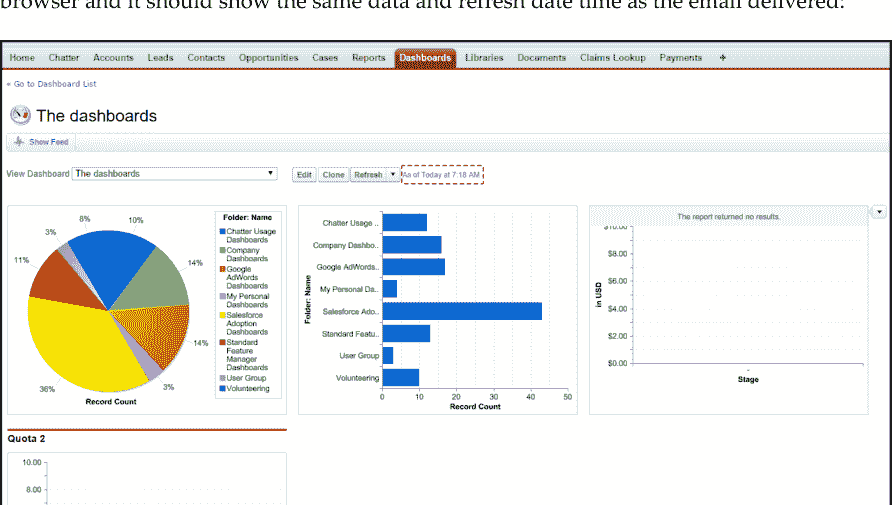 browser and it should show the same data and refresh date time as the email delivered:
Home Chatter Accounts Leads Contacts Opportunities Cases Reports Dashboards Libraries Documents Claims Lookup Payments +
« Go to Dashboard List
The dashboards
Show Feed
View Dashboard The dashboards Edit Clone Refresh As of Today at 7:18 AM
8%
10%
3%
14%
11%
14%
36%
3%
Record Count
Folder: Name
Chatter Usage
Dashboards
Company
Dashboards
Google
AdWords
Dashboards
My Personal
Dashboards
Salesforce
Adoption
Dashboards
Standard
Feature
Manager
Dashboards
User Group
Volunteering
Folder: Name
Chatter Usage ..
Company Dashbo..
Google AdWords..
My Personal Da..
Salesforce Ado..
Standard Featu..
User Group
Volunteering
0 10 20 30 40 50
Record Count
The report returned no results.
in USD
$10.00
$8.00
$6.00
$4.00
$2.00
$0.00
-
Stage
Quota 2
10.00
8.00